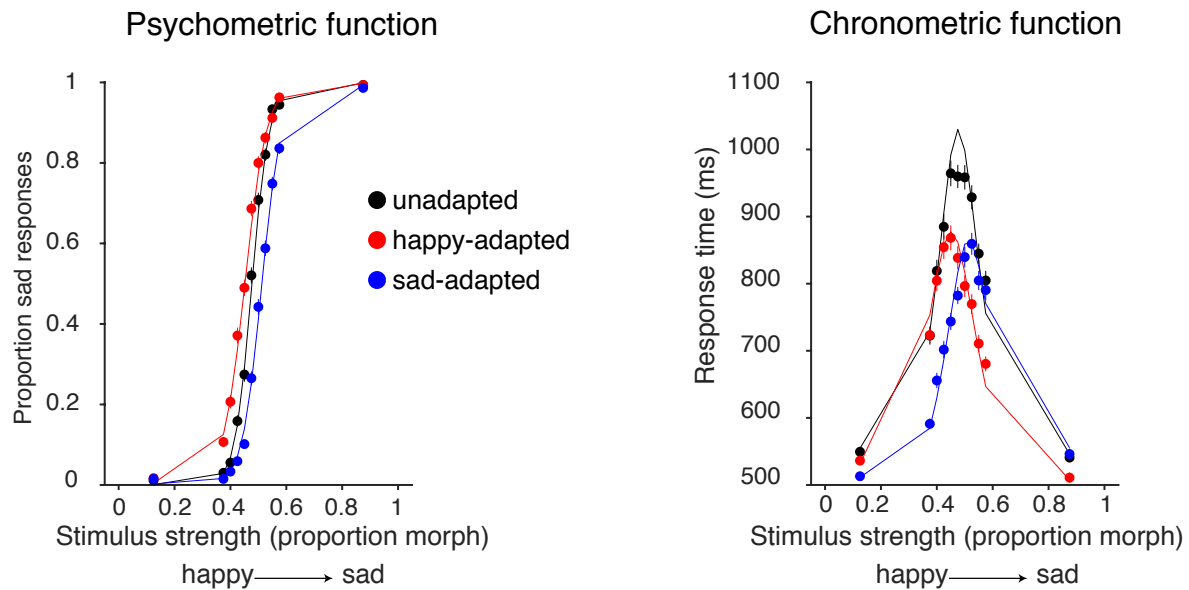 Psychometric function
Proportion sad responses
1
0.8
0.6
0.4
0.2
0
0 0.2 0.4 0.6 0.8 1
Stimulus strength (proportion morph)
happy sad
unadapted
happy-adapted
sad-adapted
Chronometric function
Response time (ms)
1100
1000
900
800
700
600
500
0 0.2 0.4 0.6 0.8 1
Stimulus strength (proportion morph)
happy sad